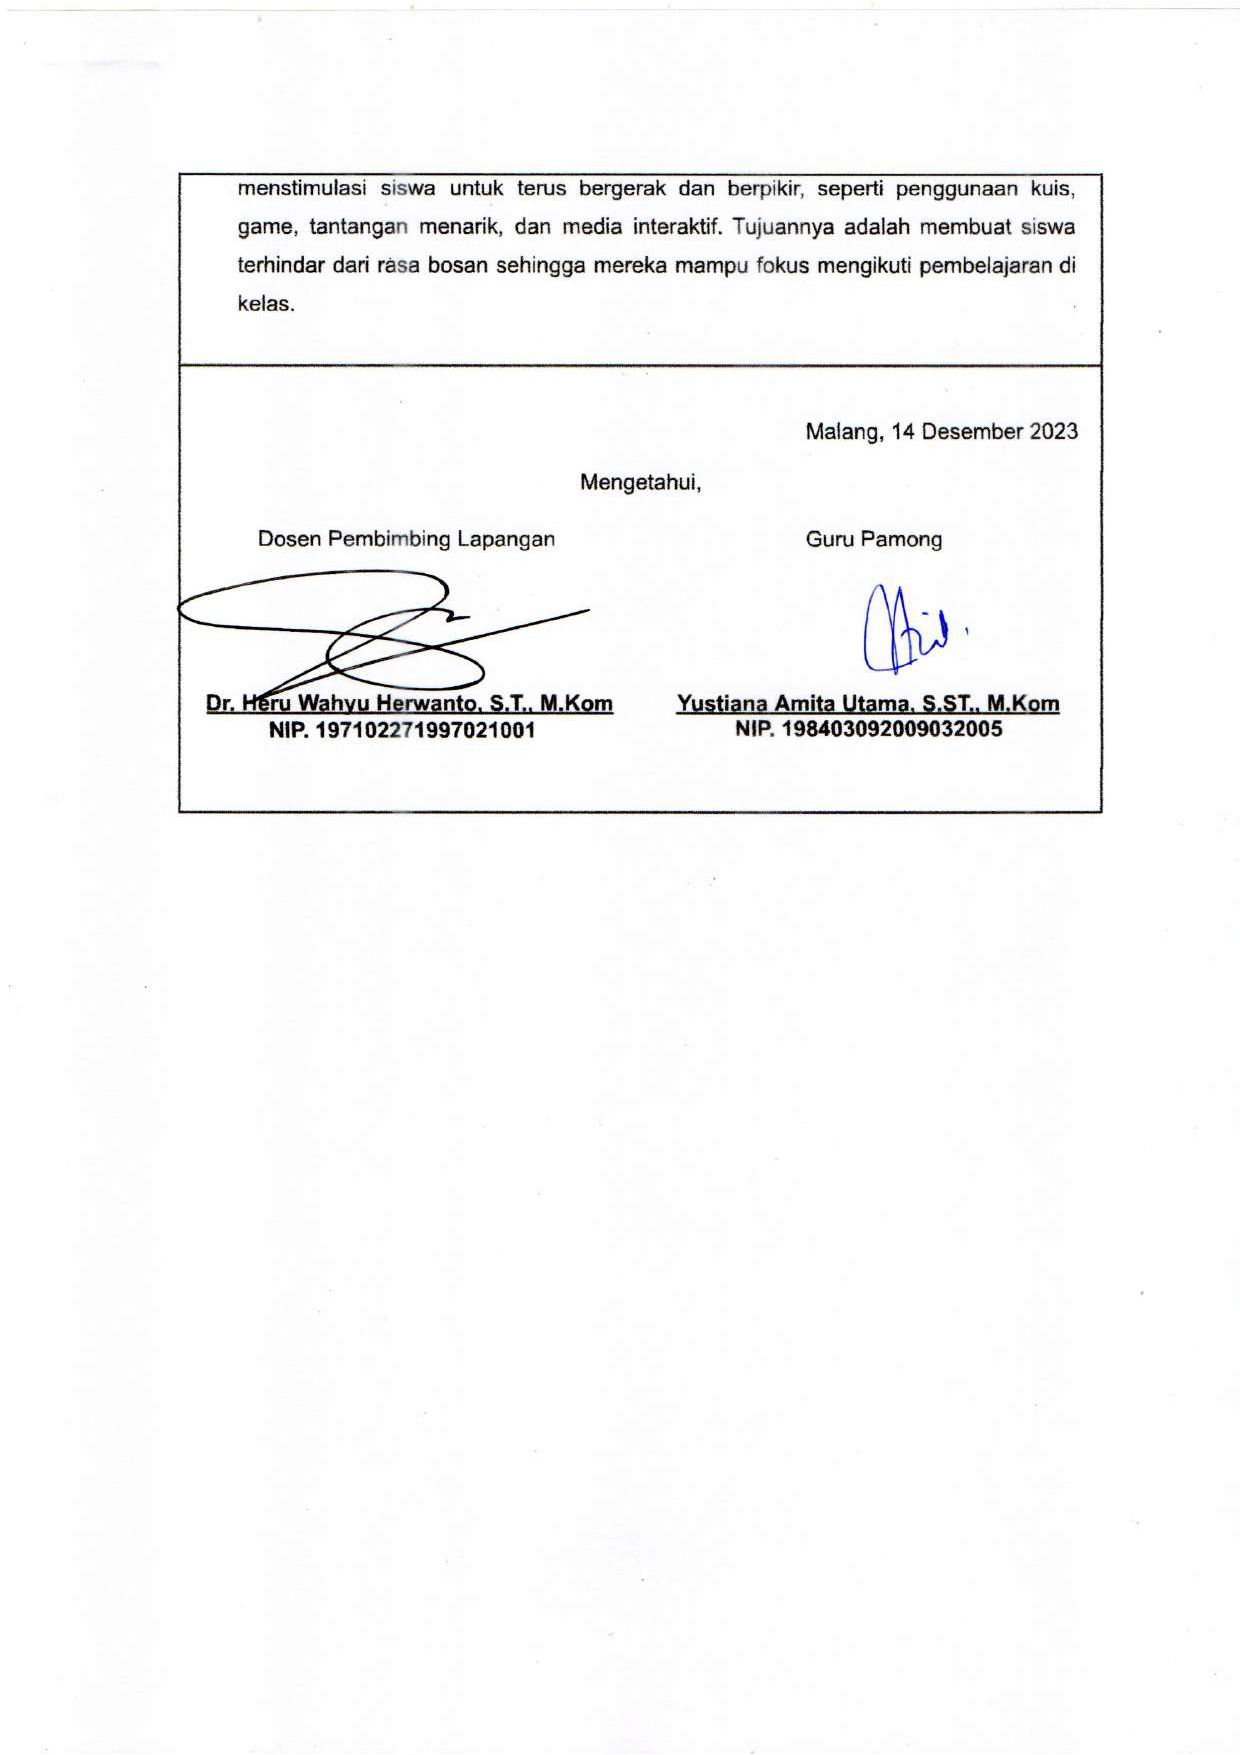 menstimulasi siswa untuk terus bergerak dan berpikir, seperti penggunaan kuis,
game, tantangan menarik, dan media interaktif. Tujuannya adalah membuat siswa
terhindar dari rasa bosan sehingga mereka mampu fokus mengikuti pembelajaran di
kelas.
Malang, 14 Desember 2023
Mengetahui,
Dosen Pembimbing Lapangan
Guru Pamong
Dr. Heru Wahyu Herwanto, S.T., M.Kom
Yustiana Amita Utama, S.ST., M.Kom
NIP. 197102271997021001
NIP. 198403092009032005